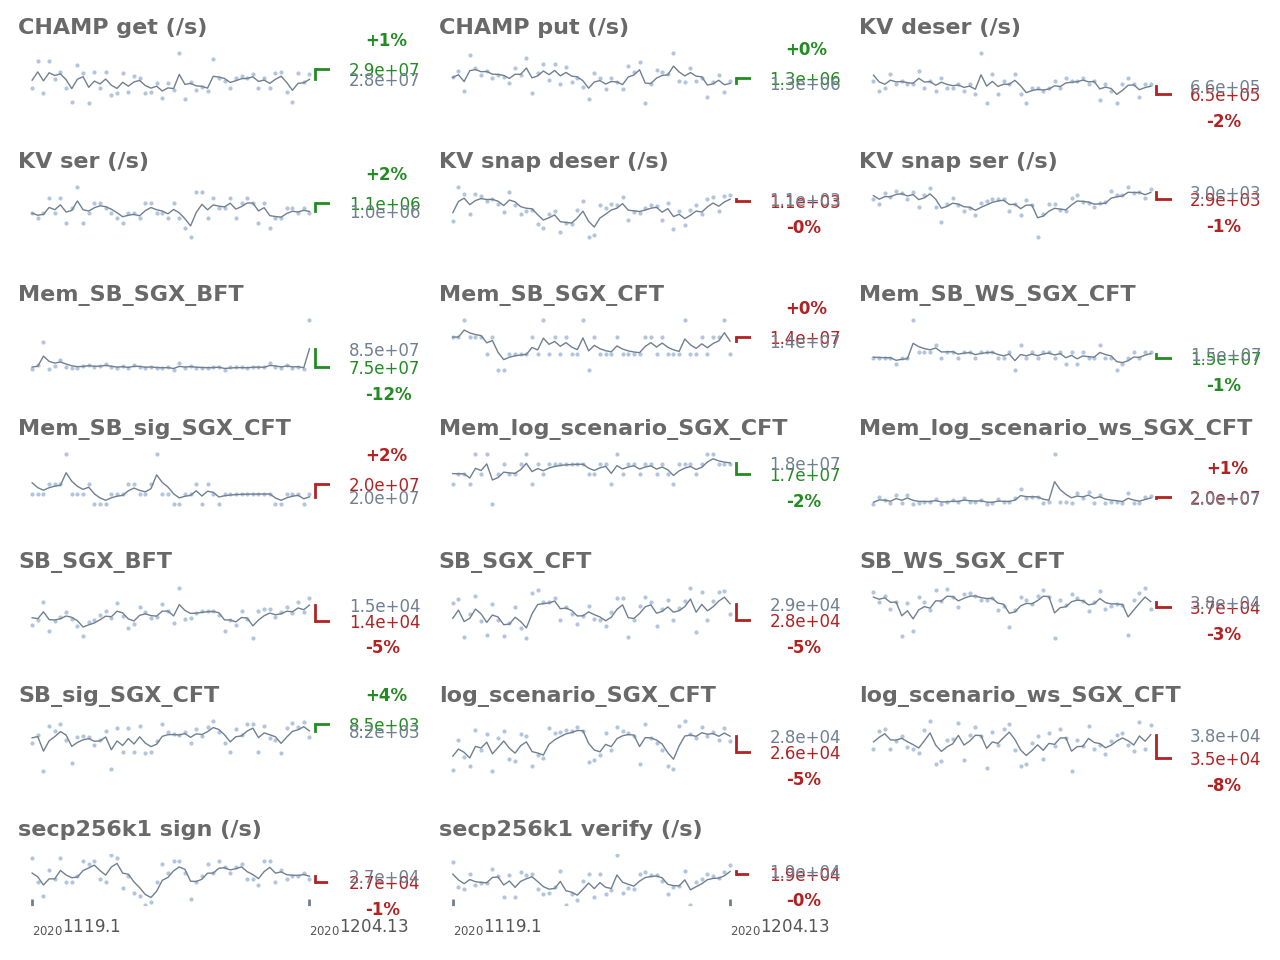 CHAMP get (/s)
+1%
2.9e+07
2.8e+07
CHAMP put (/s)
+0%
1.3e+06
1.3e+06
KV deser (/s)
6.6e+05
6.5e+05
-2%
KV ser (/s)
+2%
1.1e+06
1.0e+06
KV snap deser (/s)
1.1e+03
1.1e+03
-0%
KV snap ser (/s)
3.0e+03
2.9e+03
-1%
Mem_SB_SGX_BFT
8.5e+07
7.5e+07
-12%
Mem_SB_SGX_CFT
+0%
1.4e+07
1.4e+07
Mem_SB_WS_SGX_CFT
1.5e+07
1.5e+07
-1%
Mem_SB_sig_SGX_CFT
+2%
2.0e+07
2.0e+07
Mem_log_scenario_SGX_CFT
1.8e+07
1.7e+07
-2%
Mem_log_scenario_ws_SGX_CFT
+1%
2.0e+07
2.0e+07
SB_SGX_BFT
1.5e+04
1.4e+04
-5%
SB_SGX_CFT
2.9e+04
2.8e+04
-5%
SB_WS_SGX_CFT
3.8e+04
3.7e+04
-3%
SB_sig_SGX_CFT
+4%
8.5e+03
8.2e+03
log_scenario_SGX_CFT
2.8e+04
2.6e+04
-5%
log_scenario_ws_SGX_CFT
3.8e+04
3.5e+04
-8%
secp256k1 sign (/s)
2.7e+04
2.7e+04
-1%
secp256k1 verify (/s)
1.9e+04
1.9e+04
-0%
2020 1119.1
2020 1204.13
2020 1119.1
2020 1204.13